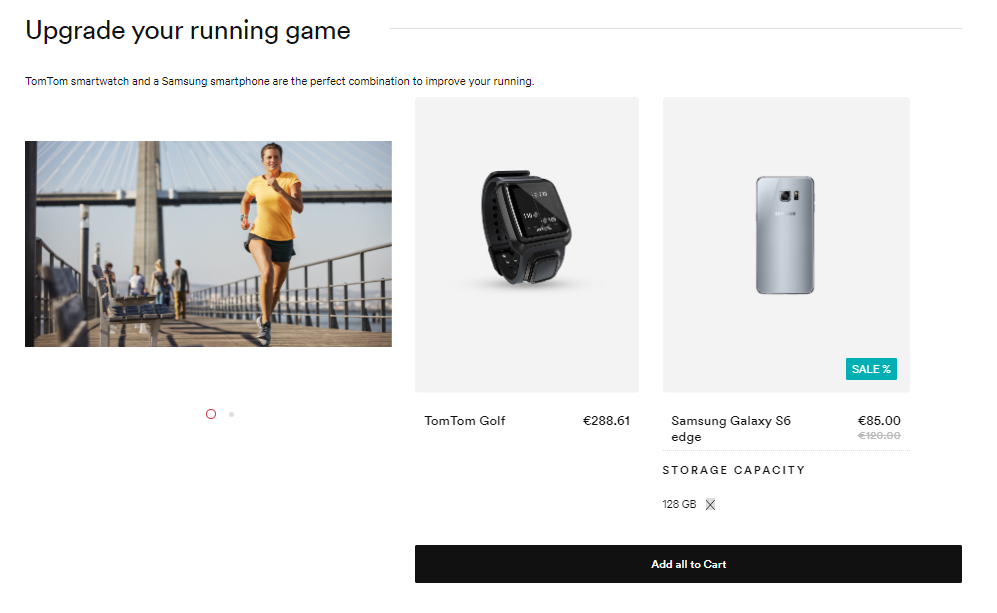 Upgrade your running game
TomTom smartwatch and a Samsung smartphone are the perfect combination to improve your running.
SALE %
TomTom Golf
€288.61
Samsung Galaxy S6
edge
€85.00
€120.00
STORAGE CAPACITY
128 GB
Add all to Cart